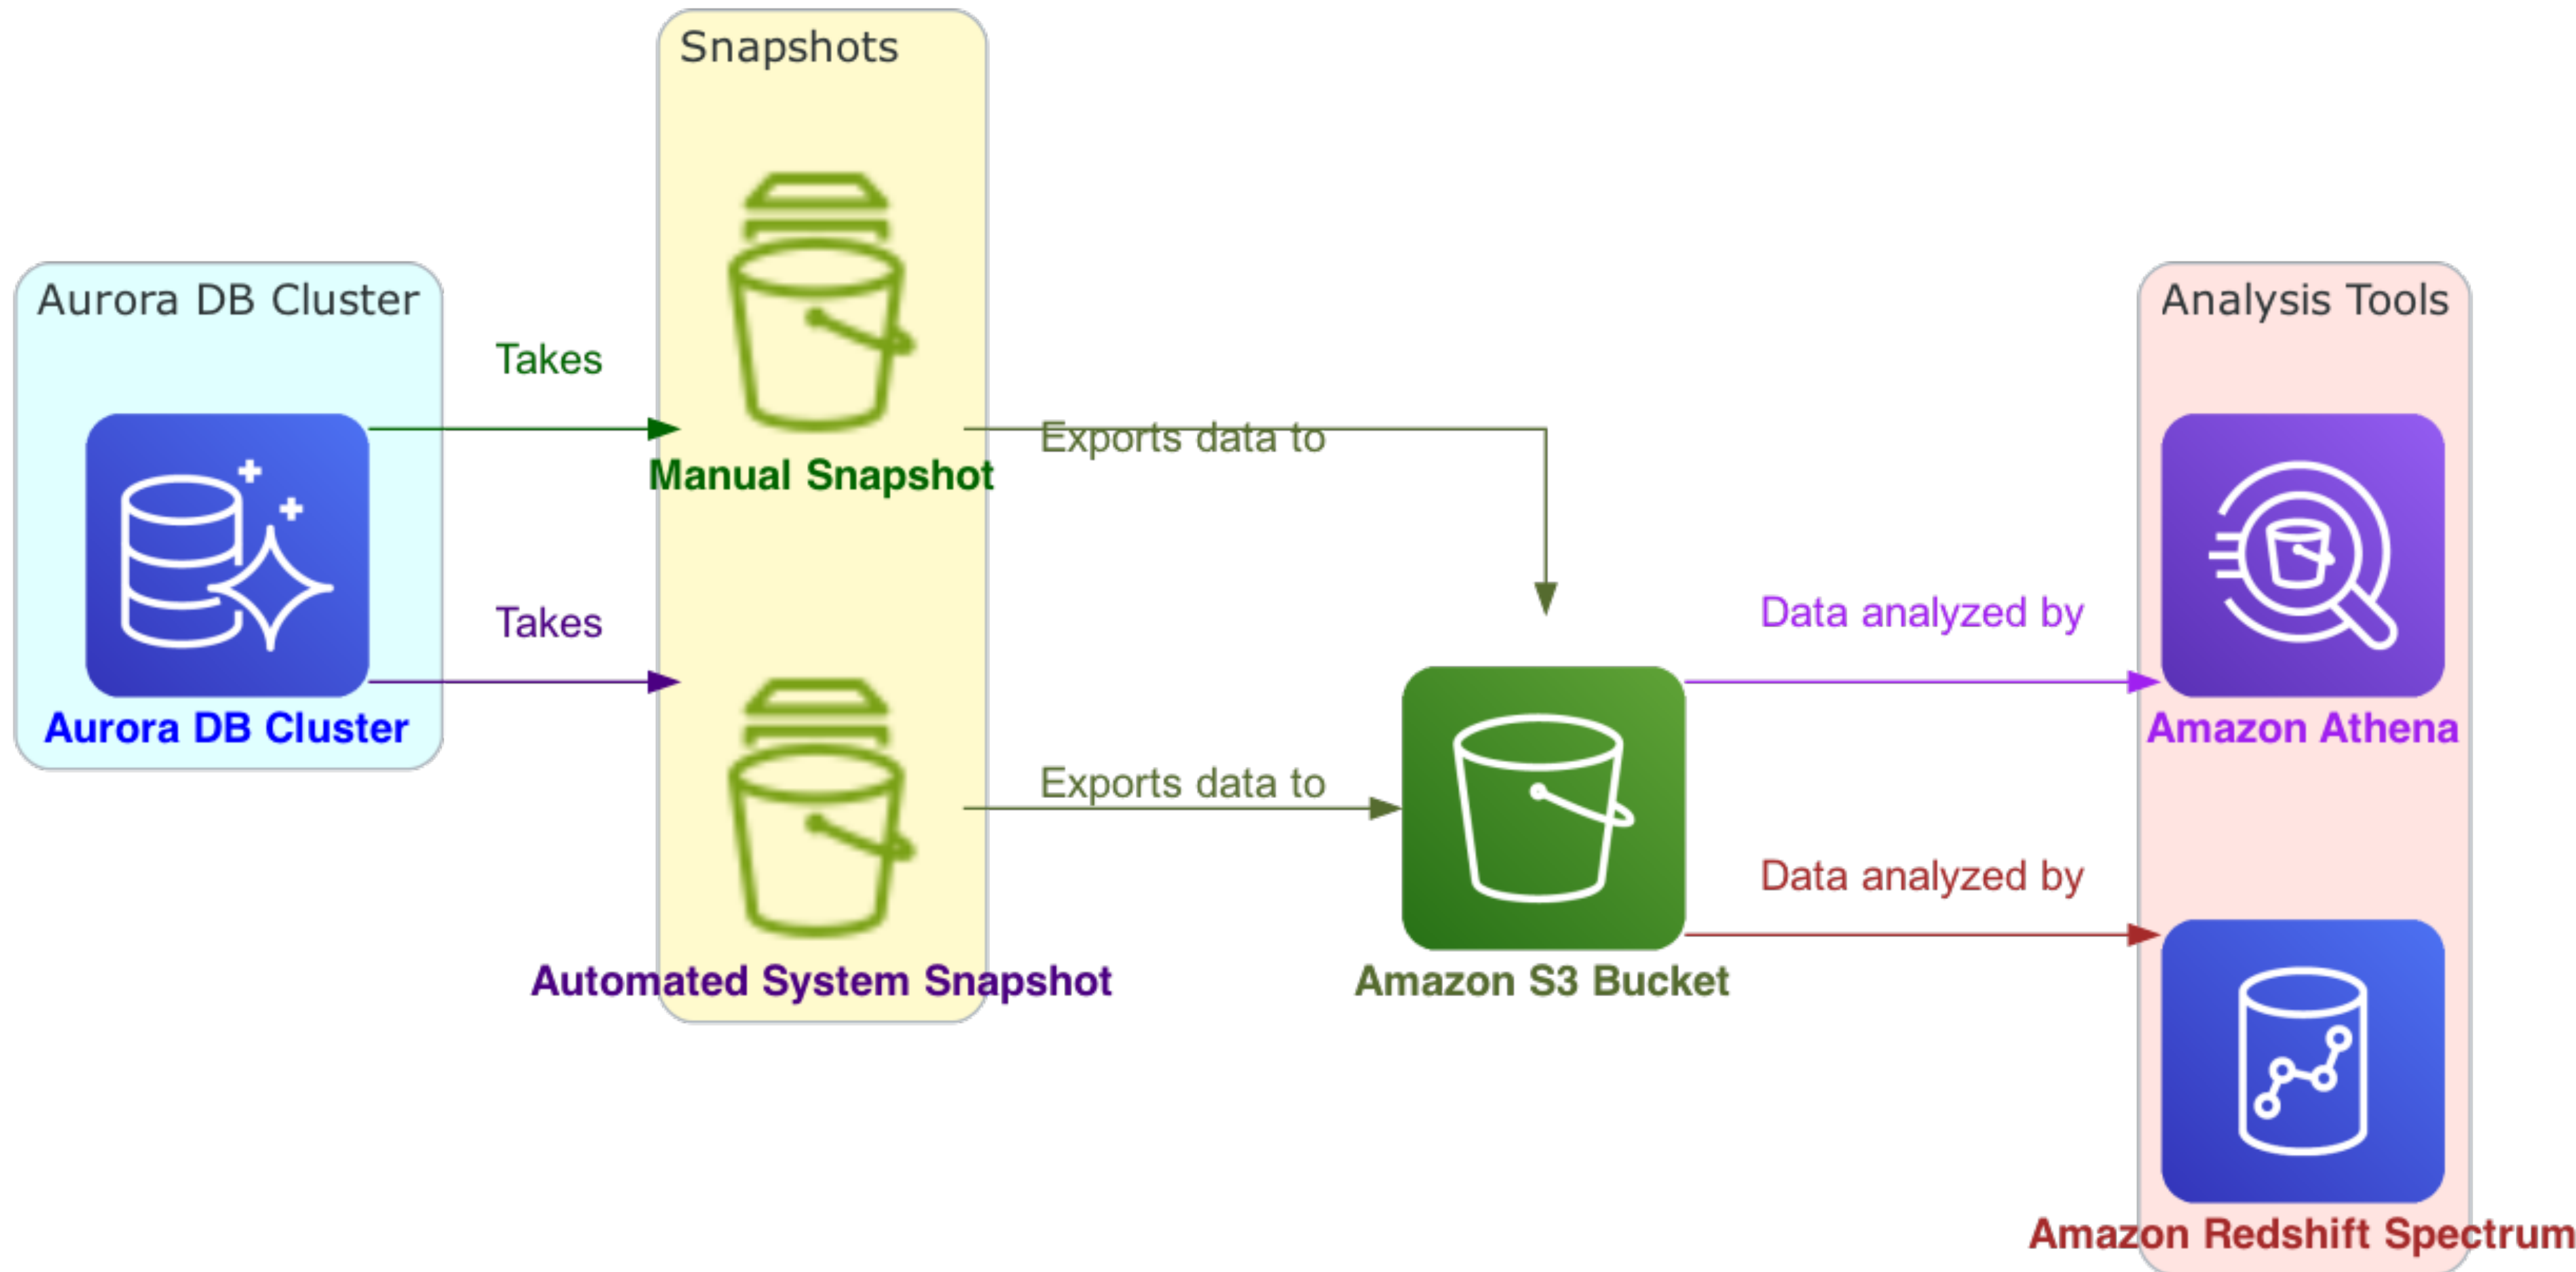 Snapshots
Aurora DB Cluster
Analysis Tools
Takes
Exports data to
Manual Snapshot
Takes
Data analyzed by
Aurora DB Cluster
Amazon Athena
Exports data to
Data analyzed by
Automated System Snapshot
Amazon S3 Bucket
Amazon Redshift Spectrum